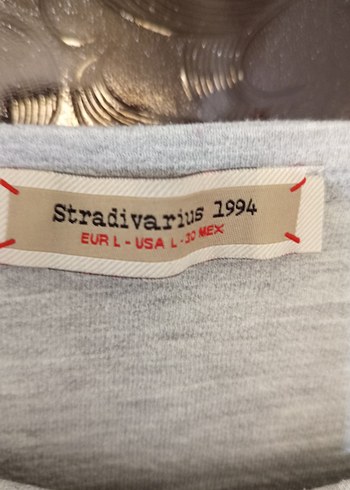 Stradivarius 1994
EUR L - USA L - 30 MEX